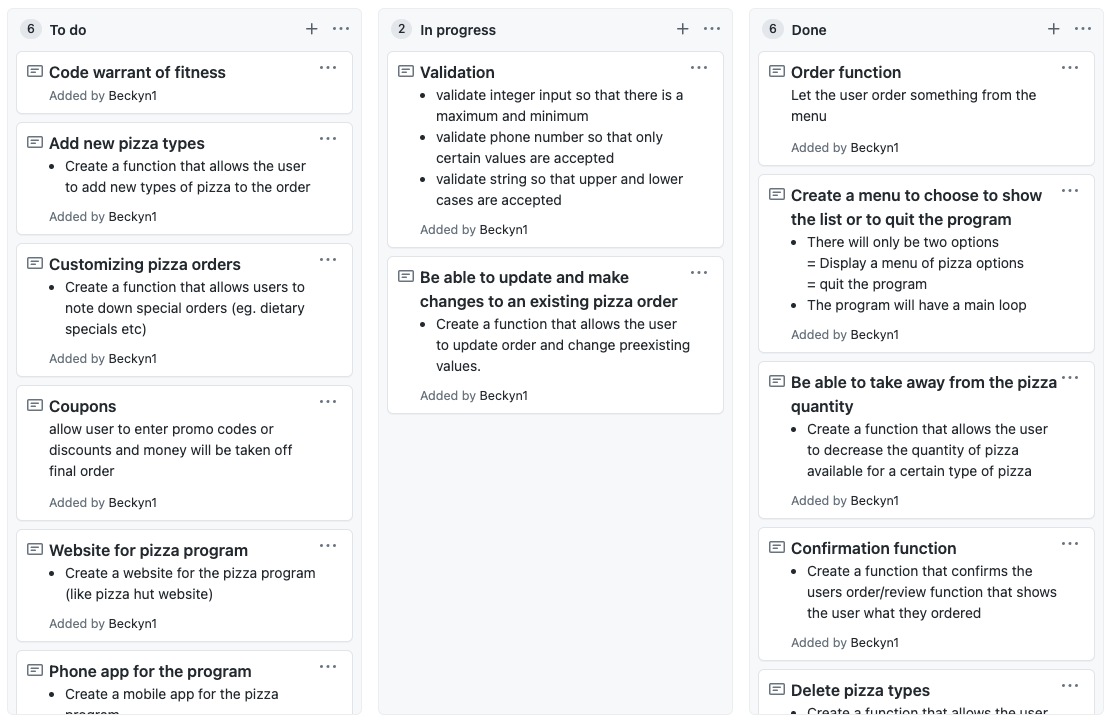 6 To do
Code warrant of fitness
Added by Beckyn1
Add new pizza types
• Create a function that allows the user
to add new types of pizza to the order
Added by Beckyn1
Customizing pizza orders
• Create a function that allows users to
note down special orders (eg. dietary
specials etc)
Added by Beckyn1
Coupons
allow user to enter promo codes or
discounts and money will be taken off
final order
Added by Beckyn1
Website for pizza program
• Create a website for the pizza program
(like pizza hut website)
Added by Beckyn1
Phone app for the program
• Create a mobile app for the pizza
program
2 In progress
Validation
• validate integer input so that there is a
maximum and minimum
• validate phone number so that only
certain values are accepted
• validate string so that upper and lower
cases are accepted
Added by Beckyn1
Be able to update and make
changes to an existing pizza order
• Create a function that allows the user
to update order and change preexisting
values.
Added by Beckyn1
6 Done
Order function
Let the user order something from the
menu
Added by Beckyn1
Create a menu to choose to show
the list or to quit the program
• There will only be two options
= Display a menu of pizza options
= quit the program
• The program will have a main loop
Added by Beckyn1
Be able to take away from the pizza
quantity
• Create a function that allows the user
to decrease the quantity of pizza
available for a certain type of pizza
Added by Beckyn1
Confirmation function
• Create a function that confirms the
users order/review function that shows
the user what they ordered
Added by Beckyn1
Delete pizza types
• Create a function that allows the user